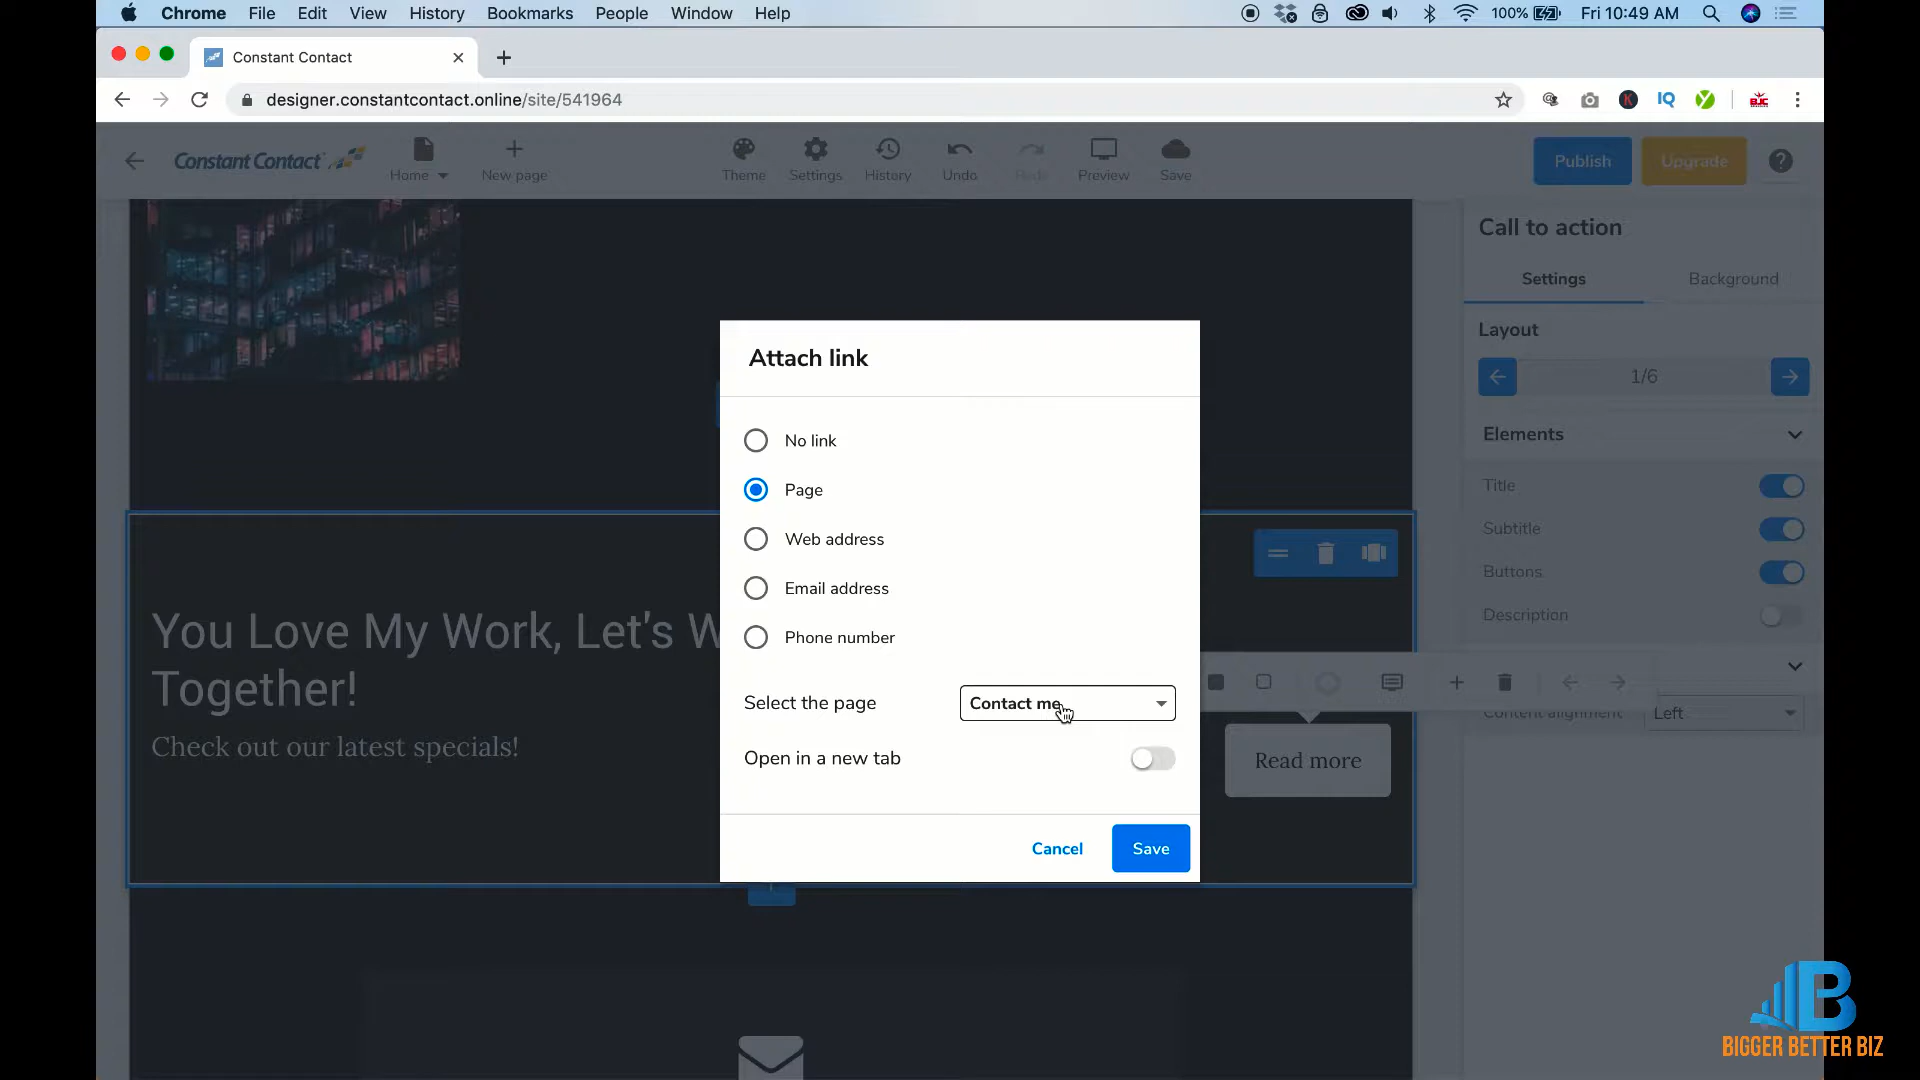 Chrome File Edit View History Bookmarks People Window Help
100% Fri 10:49 AM
Constant Contact
designer.constantcontact.online/site/541964
IQ
BJC
Constant Contact
Home
New page
Theme
Settings
History
Undo
Redo
Preview
Save
Publish
Upgrade
Call to action
Settings Background
Layout
1/6
Elements
Title
Subtitle
Buttons
Description
Content alignment Left
Attach link
No link
Page
Web address
Email address
Phone number
Select the page Contact me
Open in a new tab
Cancel Save
You Love My Work, Let's W
Together!
Check out our latest specials!
Read more
B
BIGGER BETTER BIZ